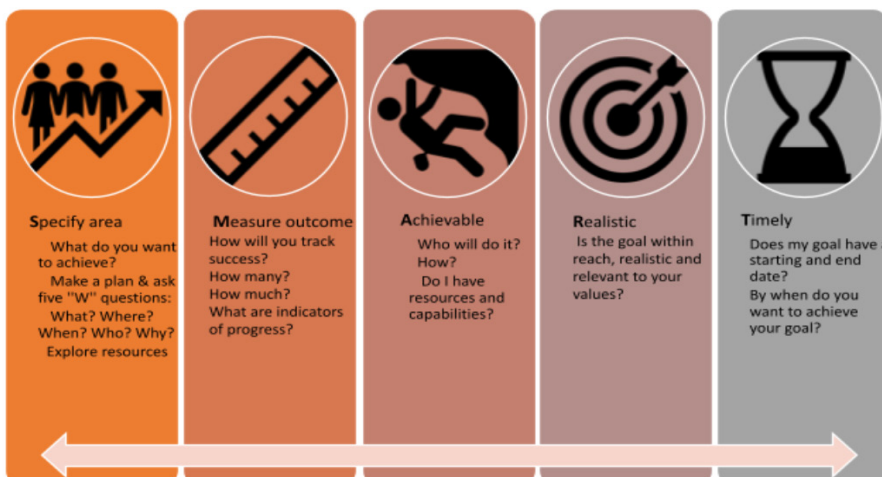 Specify area
What do you want
to achieve?
Make a plan & ask
five "W" questions:
What? Where?
When? Who? Why?
Explore resources
Measure outcome
How will you track
success?
How many?
How much?
What are indicators
of progress?
Achievable
Who will do it?
How?
Do I have
resources and
capabilities?
Realistic
Is the goal within
reach, realistic and
relevant to your
values?
Timely
Does my goal have a
starting and end
date?
By when do you
want to achieve
your goal?